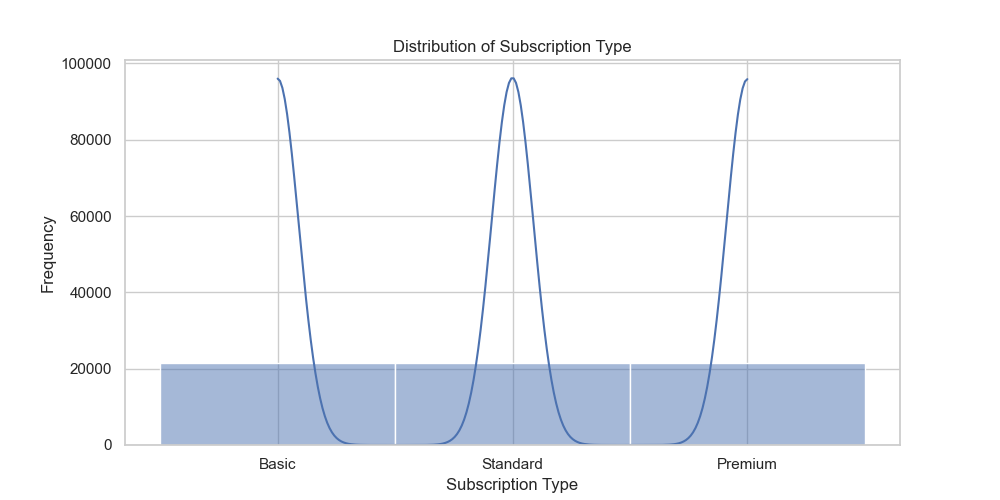 Distribution of Subscription Type
100000
80000
60000
40000
20000
0
Frequency
Basic Standard Premium
Subscription Type